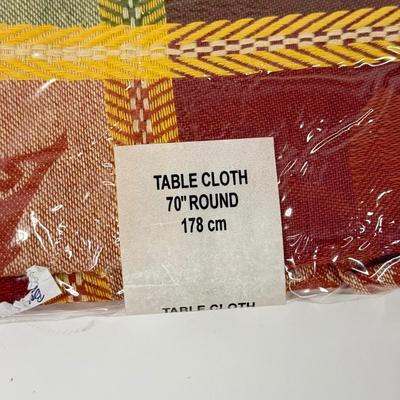 TABLE CLOTH
70" ROUND
178 cm
TABLE CLOTH